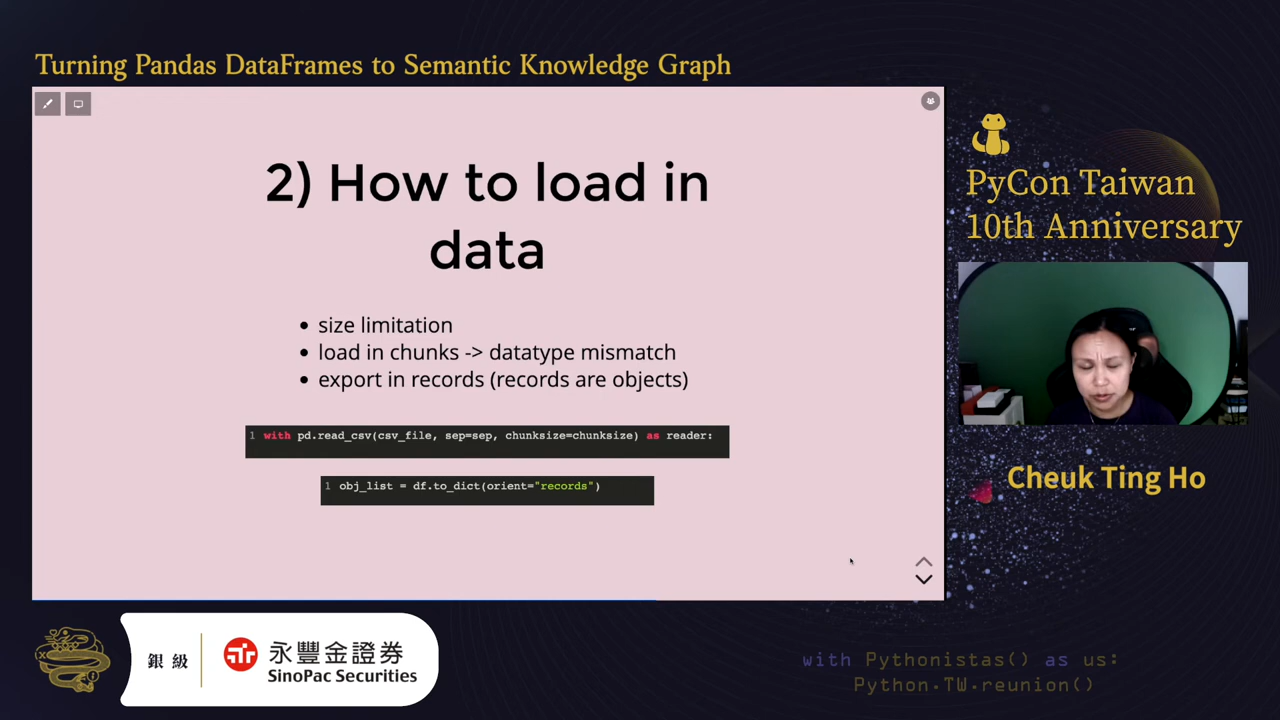 Turning Pandas DataFrames to Semantic Knowledge Graph
2) How to load in
data
• size limitation
• load in chunks -> datatype mismatch
• export in records (records are objects)
1 with pd.read_csv(csv_file, sep=sep, chunksize=chunksize) as reader:
1 obj_list = df.to_dict(orient="records")
PyCon Taiwan
10th Anniversary
Cheuk Ting Ho
銀級
永豐金證券
SinoPac Securities
with Pythonistas() as us:
Python.TW.reunion()